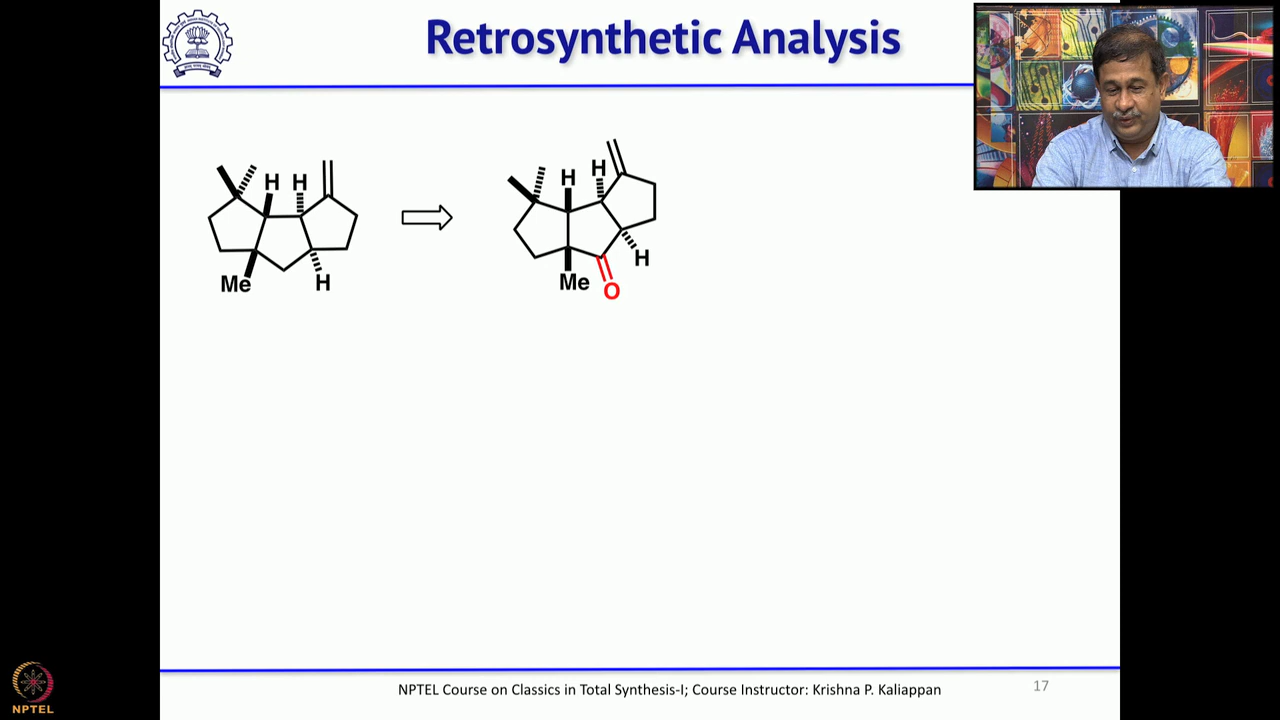 Retrosynthetic Analysis
H H
Me
H
H
H
H
Me
O
NPTEL Course on Classics in Total Synthesis-I; Course Instructor: Krishna P. Kaliappan
17
NPTEL